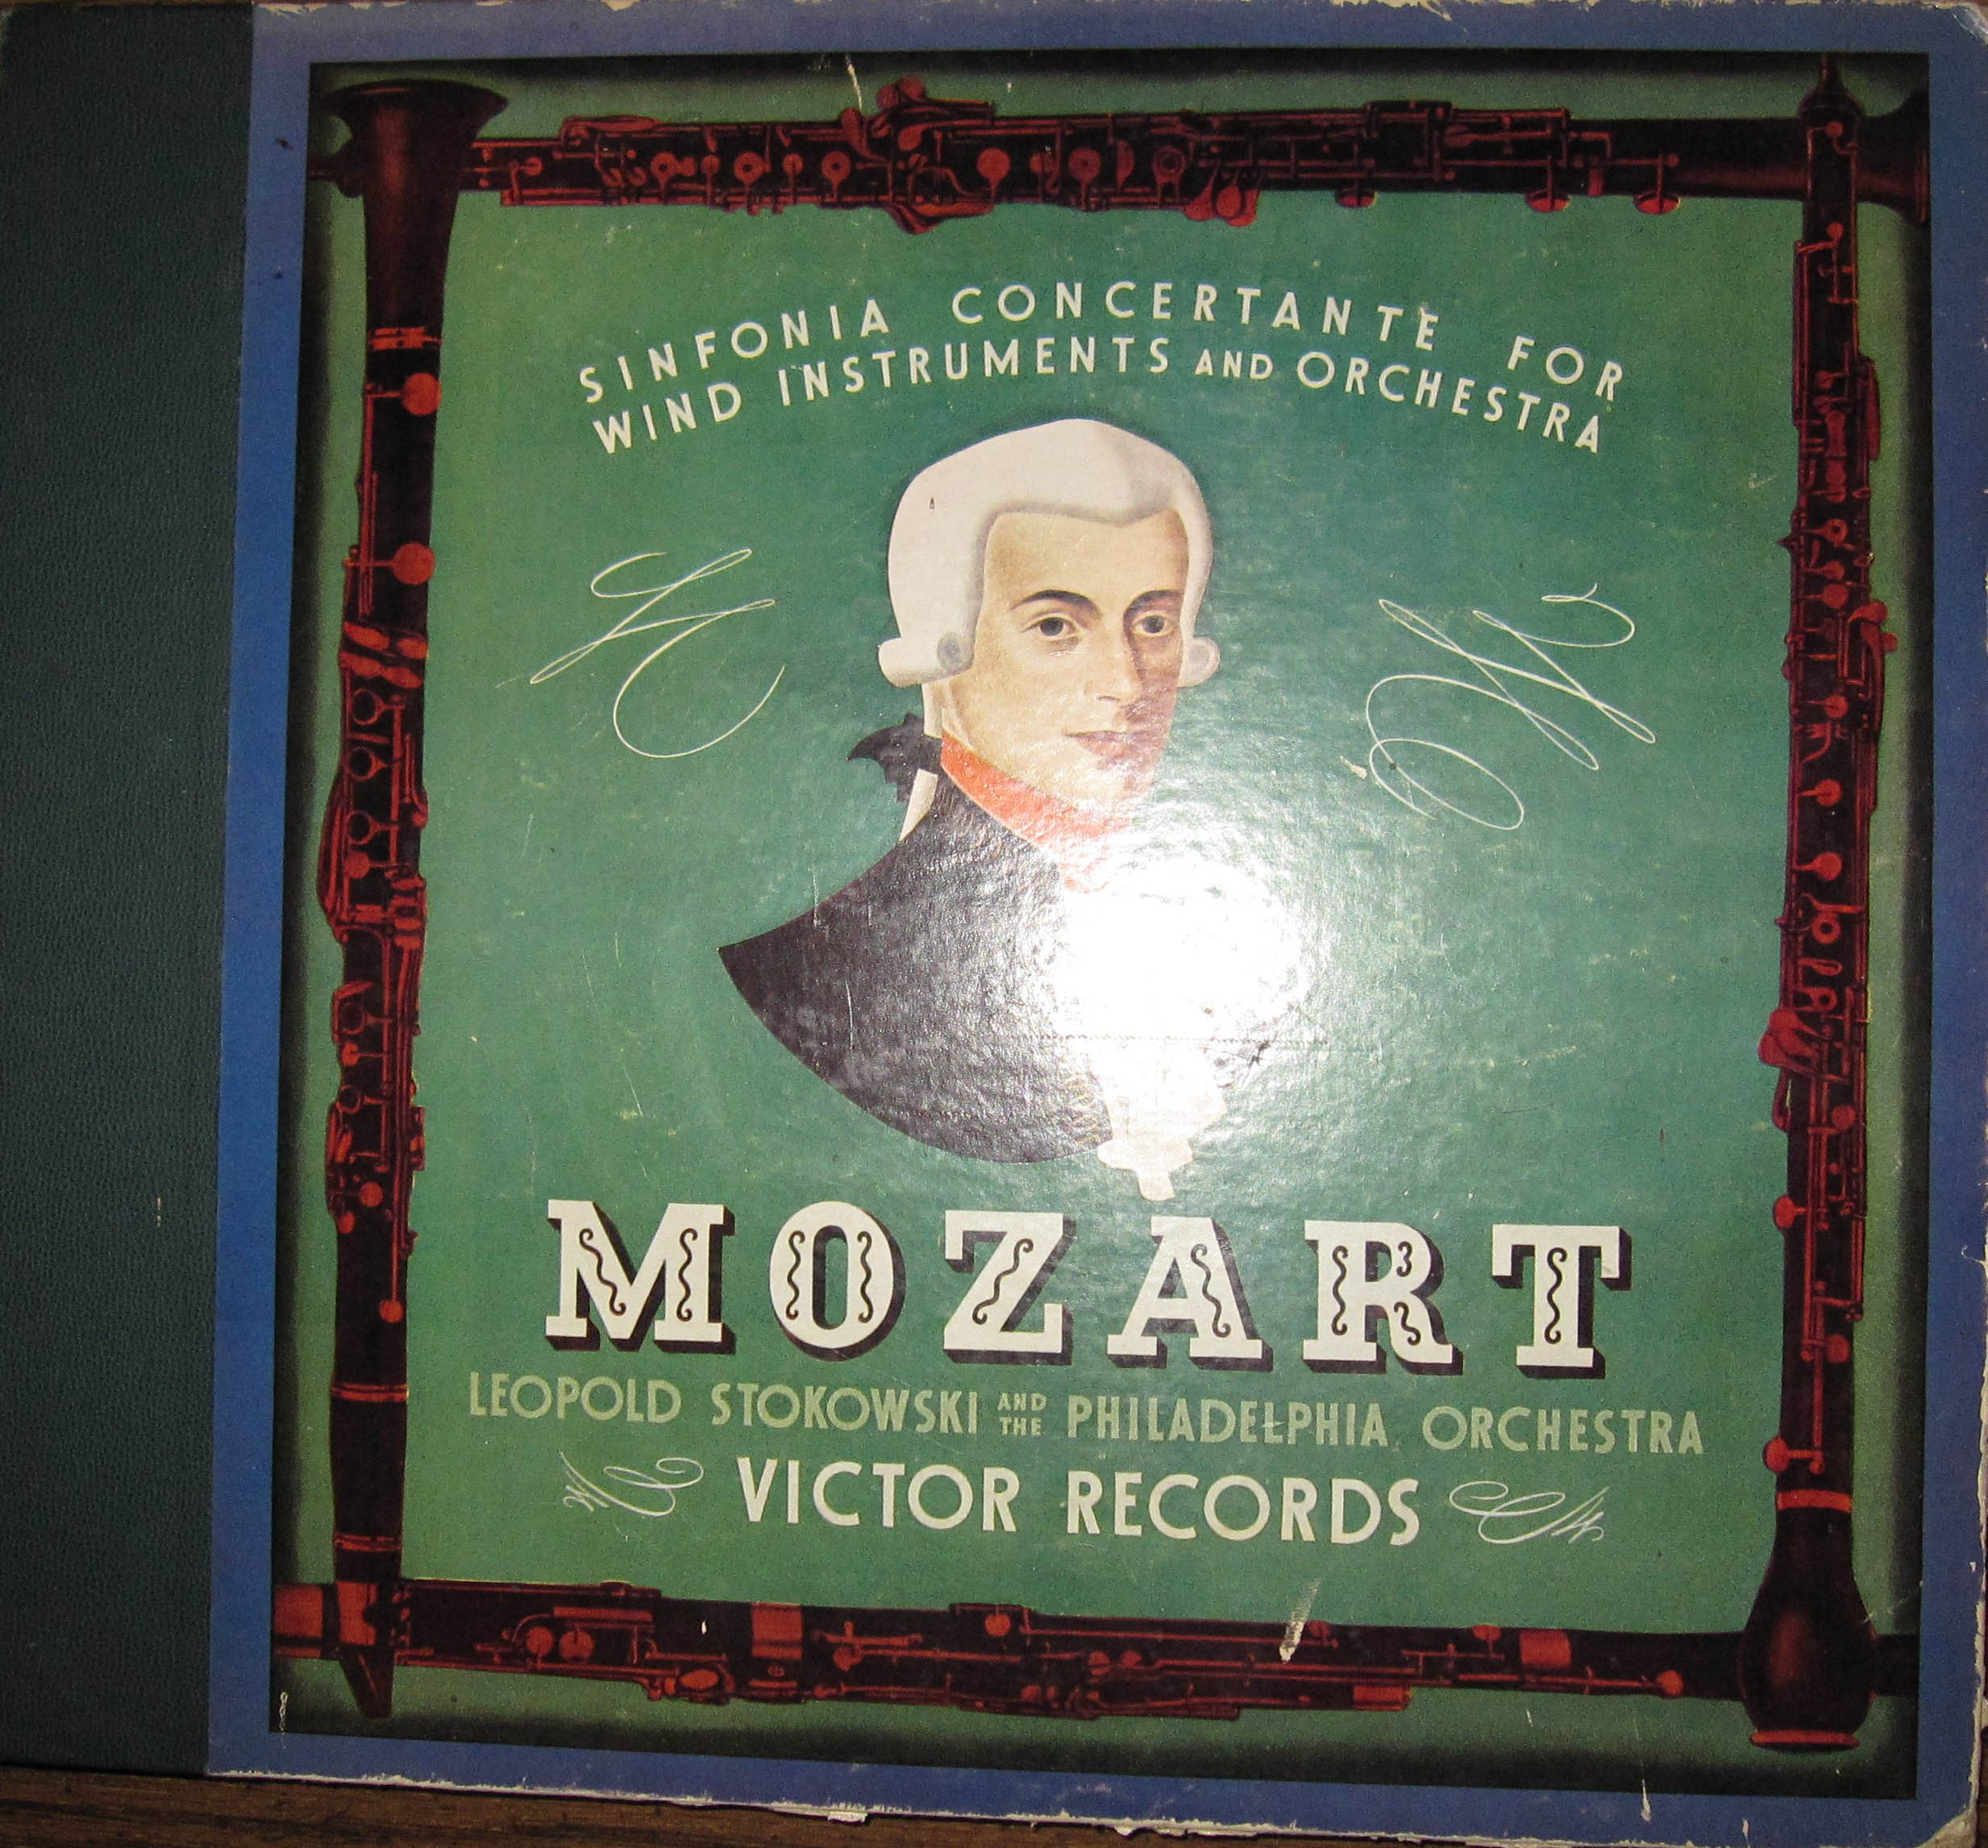 SINFONIA CONCERTANTE FOR
WIND INSTRUMENTS AND ORCHESTRA
MOZART
LEOPOLD STOKOWSKI AND THE PHILADELPHIA ORCHESTRA
VICTOR RECORDS